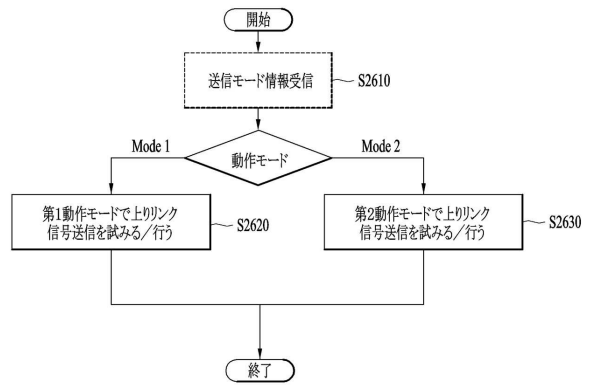 開始
送信モード情報受信
S2610
動作モード
Mode 1
Mode 2
第1動作モードで上りリンク
信号送信を試みる/行う
S2620
第2動作モードで上りリンク
信号送信を試みる/行う
S2630
終了